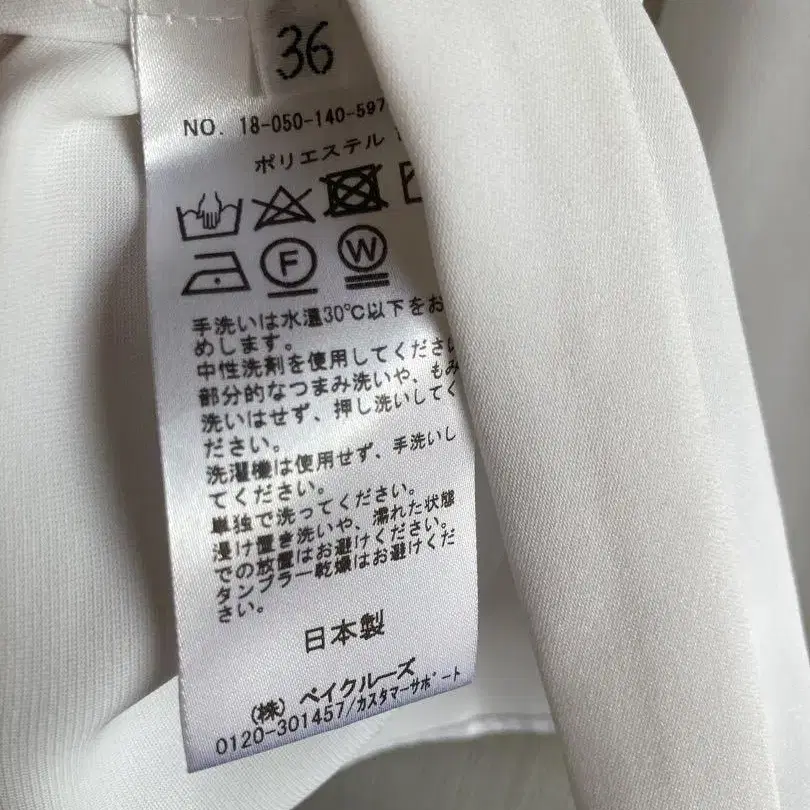 36
NO. 18-050-140-597
ポリエステル
F W
手洗いは水温30℃以下をお
めします。
中性洗剤を使用してください
部分的なつまみ洗いや、もみ
洗いはせず、押し洗いしてく
ださい。
洗濯機は使用せず、手洗いし
てください。
単独で洗ってください。
浸け置き洗いや、濡れた状態
での放置はお避けください。
タンブラー乾燥はお避けくだ
さい。
日本製
(株) ベイクルーズ
0120-301457/カスタマーサポート